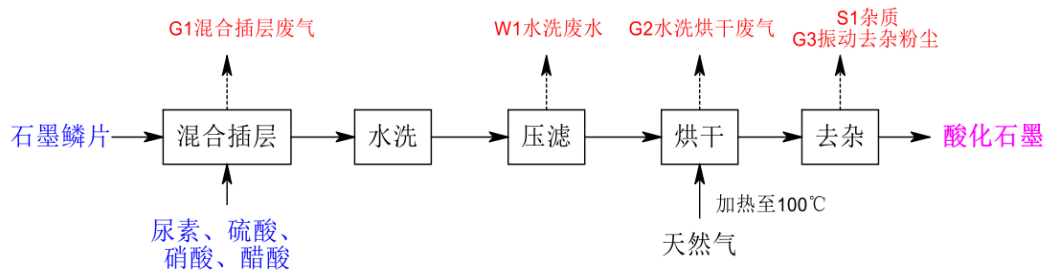 G1混合插层废气
W1水洗废水
G2水洗烘干废气
S1杂质
G3振动去杂粉尘
石墨鳞片
混合插层
水洗
压滤
烘干
去杂
酸化石墨
尿素、硫酸、
硝酸、醋酸
加热至100℃
天然气